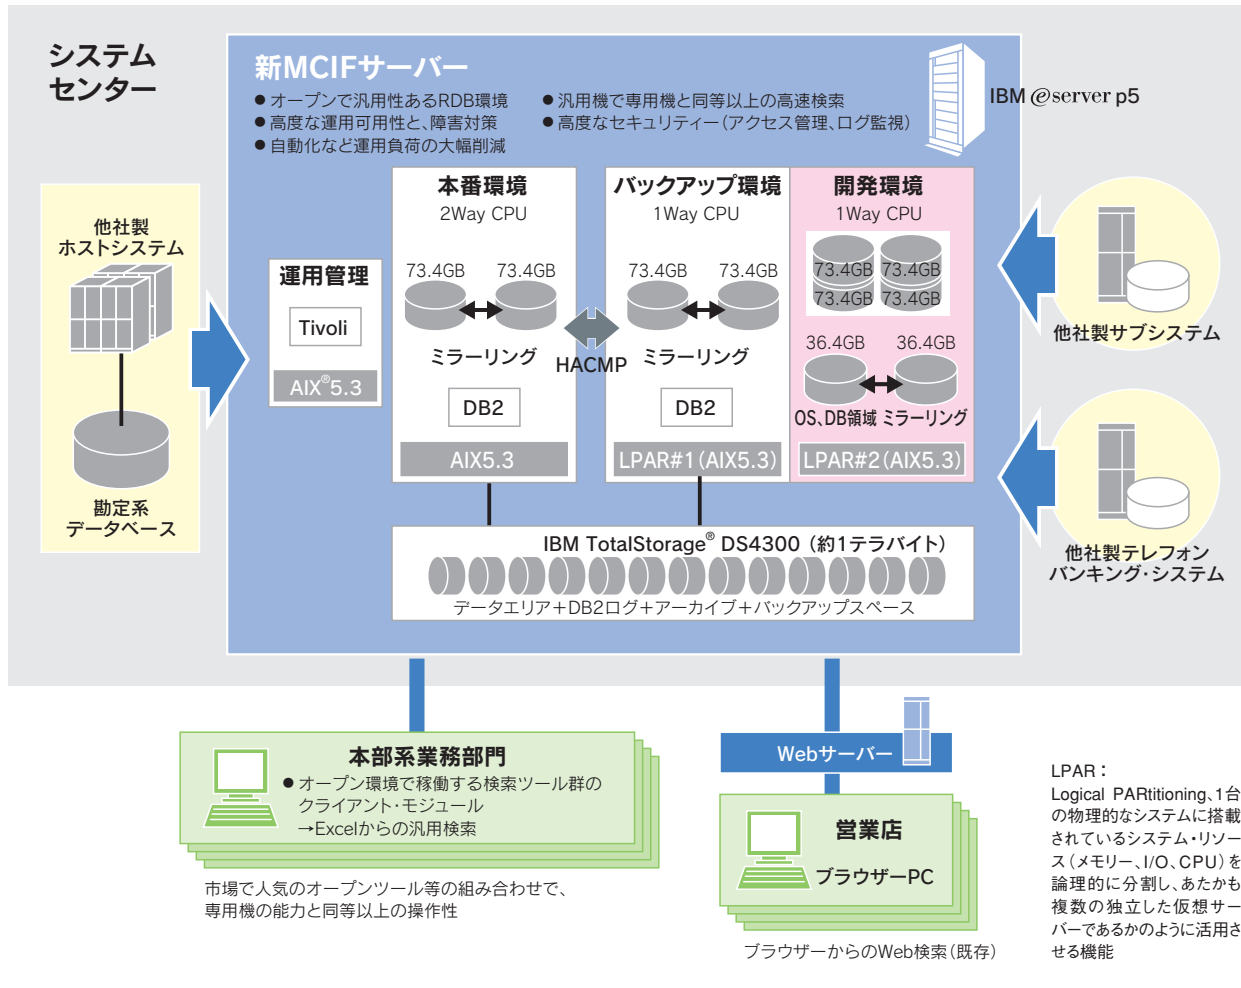 システム
センター
新MCIFサーバー
● オープンで汎用性あるRDB環境
● 高度な運用可用性と、障害対策
● 自動化など運用負荷の大幅削減
● 汎用機で専用機と同等以上の高速検索
● 高度なセキュリティー(アクセス管理、ログ監視)
IBM @server p5
他社製
ホストシステム
勘定系
データベース
運用管理
Tivoli
AIX®5.3
本番環境
2Way CPU
73.4GB 73.4GB
ミラーリング
DB2
AIX5.3
HACMP
バックアップ環境
1Way CPU
73.4GB 73.4GB
ミラーリング
DB2
LPAR#1(AIX5.3)
開発環境
1Way CPU
73.4GB 73.4GB
73.4GB 73.4GB
36.4GB 36.4GB
OS、DB領域 ミラーリング
LPAR#2(AIX5.3)
他社製サブシステム
他社製テレフォン
バンキング・システム
IBM TotalStorage® DS4300(約1テラバイト)
データエリア+DB2ログ+アーカイブ+バックアップスペース
本部系業務部門
● オープン環境で稼働する検索ツール群の
クライアント・モジュール
→Excelからの汎用検索
市場で人気のオープンツール等の組み合わせで、
専用機の能力と同等以上の操作性
Webサーバー
営業店
ブラウザーPC
ブラウザーからのWeb検索(既存)
LPAR:
Logical PARtitioning、1台
の物理的なシステムに搭載
されているシステム・リソー
ス(メモリー、I/O、CPU)を
論理的に分割し、あたかも
複数の独立した仮想サー
バーであるかのように活用さ
せる機能